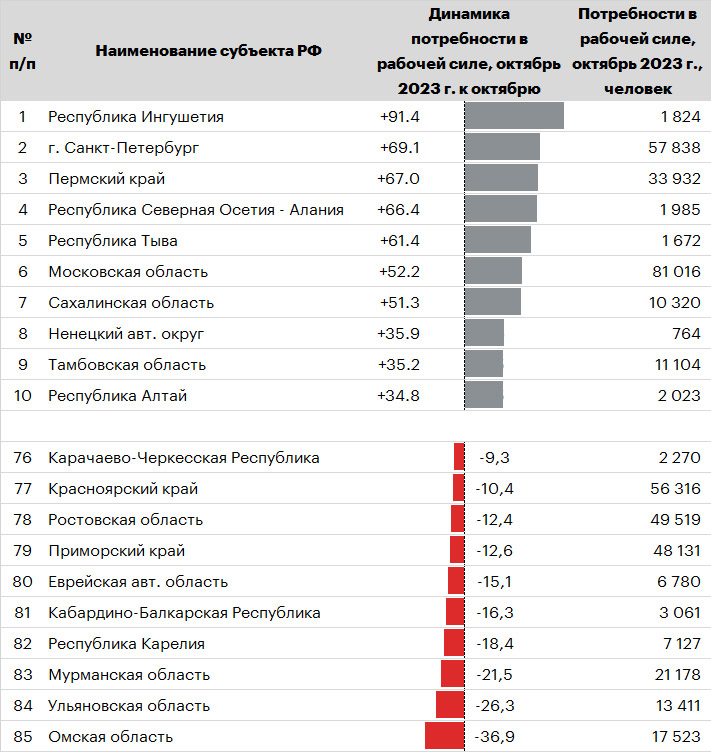 №
п/п
Наименование субъекта РФ
Динамика
потребности в
рабочей силе, октябрь
2023 г. к октябрю
Потребности в
рабочей силе,
октябрь 2023 г.,
человек
1 Республика Ингушетия +91.4 1 824
2 г. Санкт-Петербург +69.1 57 838
3 Пермский край +67.0 33 932
4 Республика Северная Осетия - Алания +66.4 1 985
5 Республика Тыва +61.4 1 672
6 Московская область +52.2 81 016
7 Сахалинская область +51.3 10 320
8 Ненецкий авт. округ +35.9 764
9 Тамбовская область +35.2 11 104
10 Республика Алтай +34.8 2 023
76 Карачаево-Черкесская Республика -9,3 2 270
77 Красноярский край -10,4 56 316
78 Ростовская область -12,4 49 519
79 Приморский край -12,6 48 131
80 Еврейская авт. область -15,1 6 780
81 Кабардино-Балкарская Республика -16,3 3 061
82 Республика Карелия -18,4 7 127
83 Мурманская область -21,5 21 178
84 Ульяновская область -26,3 13 411
85 Омская область -36,9 17 523